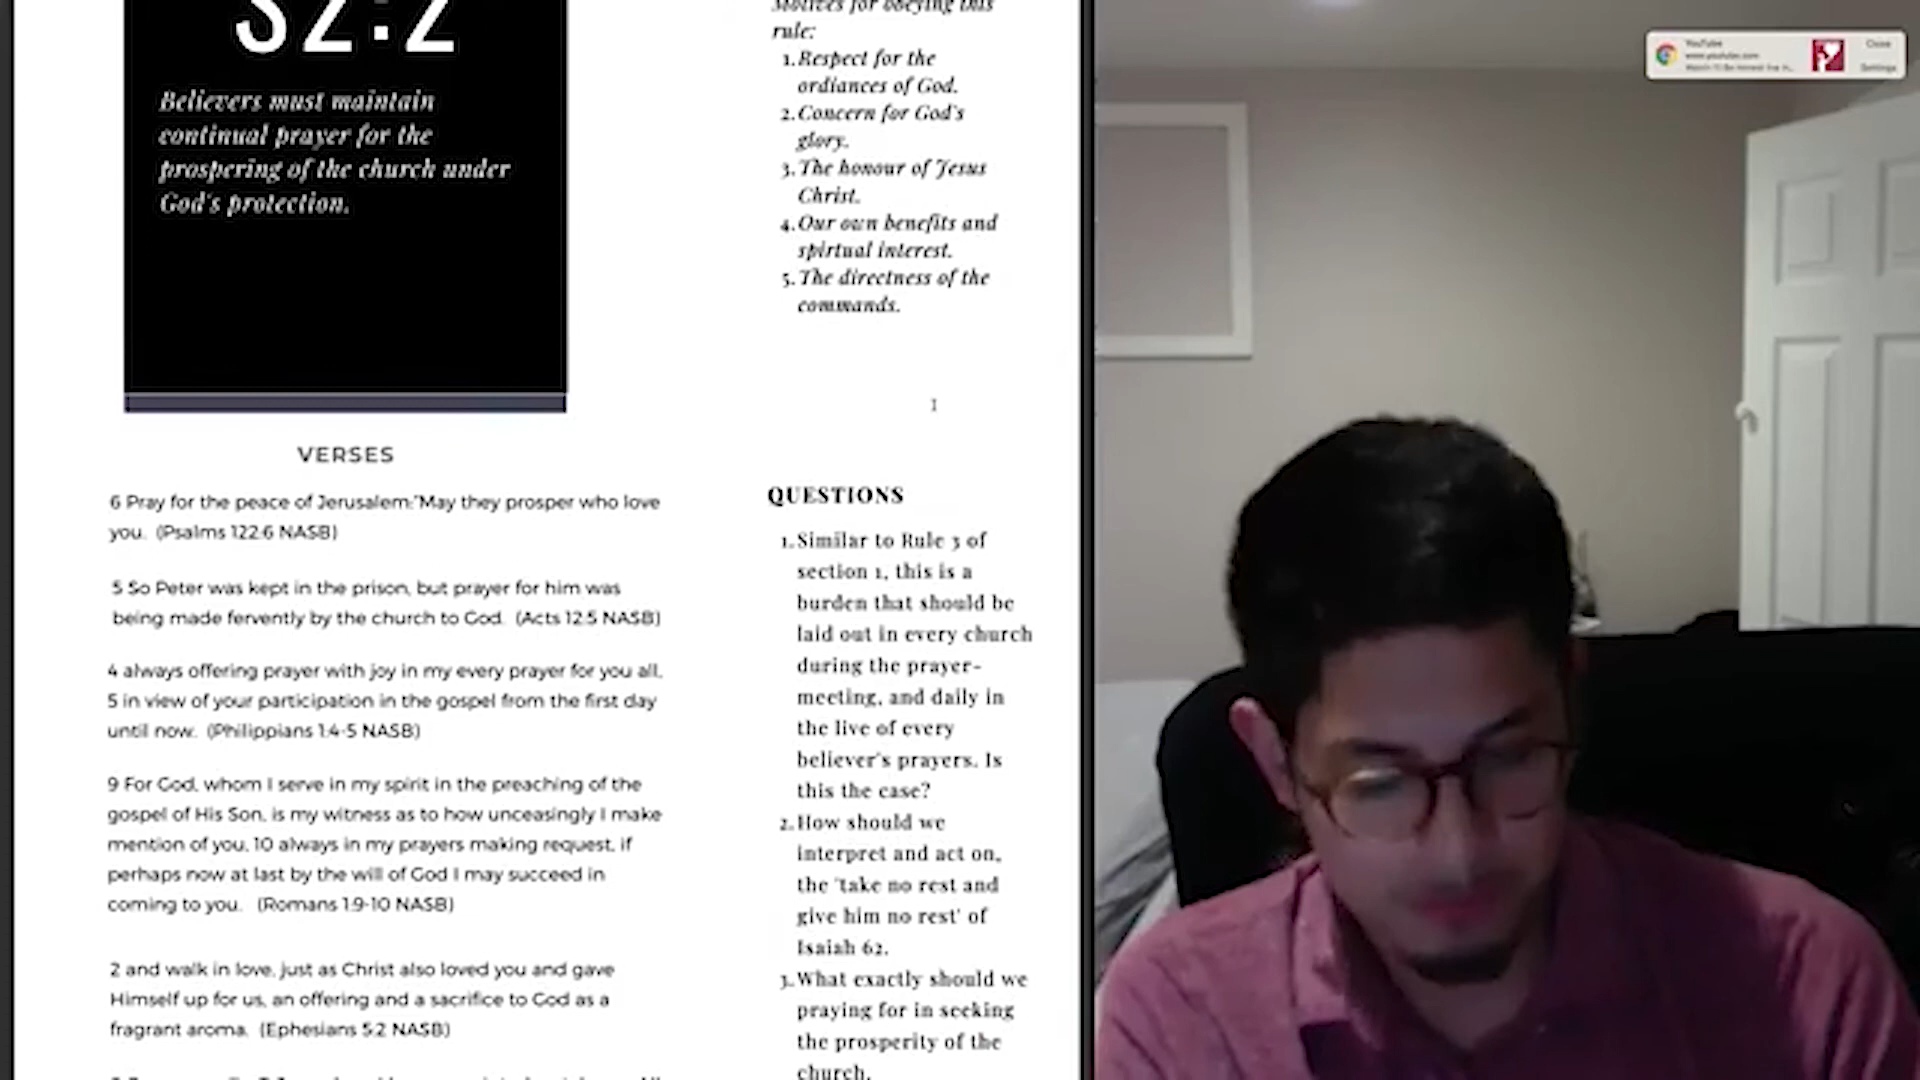 S2:2
Believers must maintain
continual prayer for the
prospering of the church under
God's protection.
VERSES
6 Pray for the peace of Jerusalem:"May they prosper who love
you. (Psalms 122:6 NASB)
5 So Peter was kept in the prison, but prayer for him was
being made fervently by the church to God. (Acts 12:5 NASB)
4 always offering prayer with joy in my every prayer for you all,
5 in view of your participation in the gospel from the first day
until now. (Philippians 1:4-5 NASB)
9 For God, whom I serve in my spirit in the preaching of the
gospel of His Son, is my witness as to how unceasingly I make
mention of you, 10 always in my prayers making request, if
perhaps now at last by the will of God I may succeed in
coming to you. (Romans 1:9-10 NASB)
2 and walk in love, just as Christ also loved you and gave
Himself up for us, an offering and a sacrifice to God as a
fragrant aroma. (Ephesians 5:2 NASB)
Motives for obeying this
rule:
1. Respect for the
ordiances of God.
2. Concern for God's
glory.
3. The honour of Jesus
Christ.
4. Our own benefits and
spirtual interest.
5. The directness of the
commands.
QUESTIONS
1. Similar to Rule 3 of
section 1, this is a
burden that should be
laid out in every church
during the prayer-
meeting, and daily in
the live of every
believer's prayers. Is
this the case?
2. How should we
interpret and act on,
the 'take no rest and
give him no rest' of
Isaiah 62.
3. What exactly should we
praying for in seeking
the prosperity of the
church.
YouTube
www.youtube.com
Close
Settings